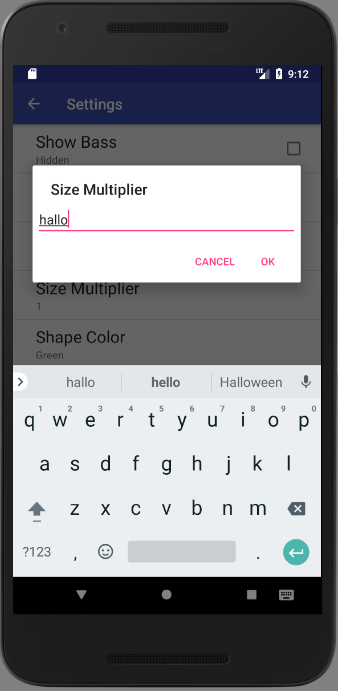 LTE 9:12
Settings
Show Bass
Hidden
Size Multiplier
hallo
CANCEL OK
Size Multiplier
1
Shape Color
Green
hallo hello Halloween
q1 w2 e3 r4 t5 y6 u7 i8 o9 p0
a s d f g h j k l
z x c v b n m
?123 , .